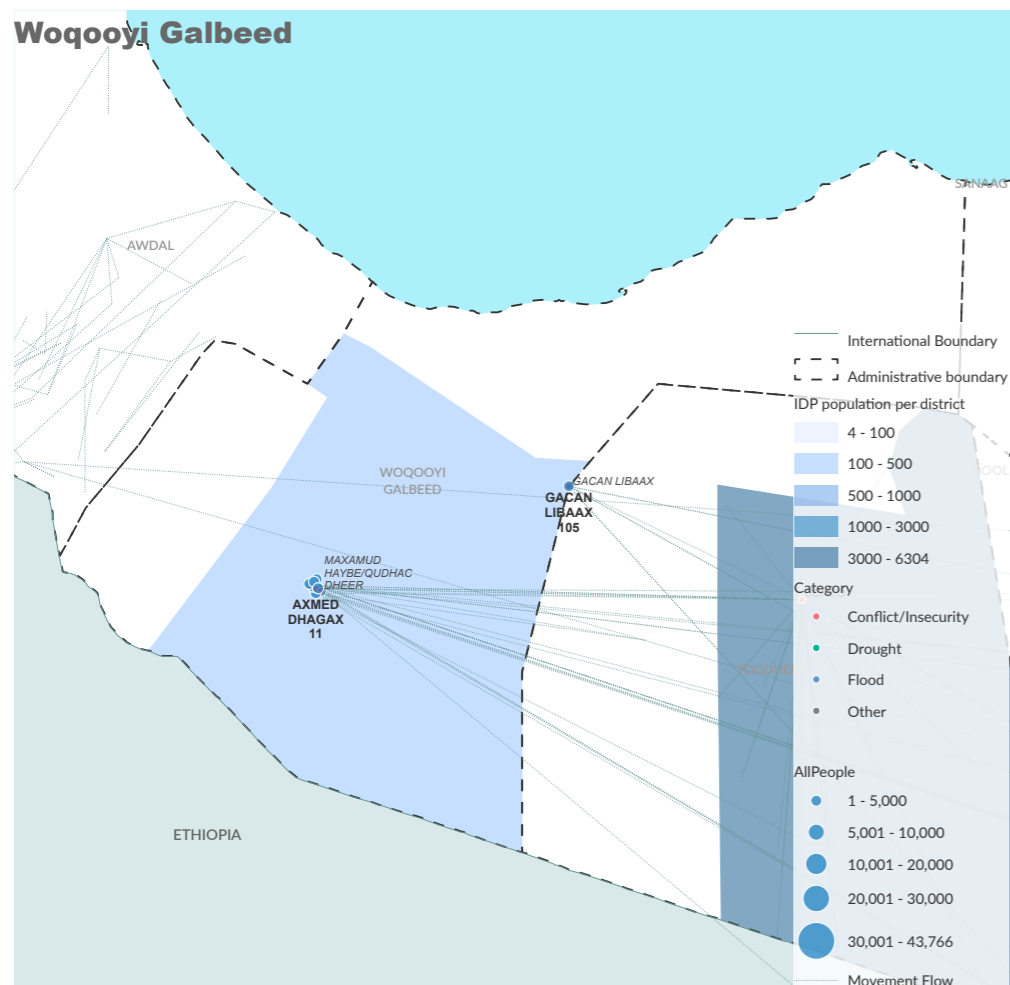 Woqooyi Galbeed
SANAAG
AWDAL
International Boundary
Administrative boundary
IDP population per district
4 - 100
100 - 500
500 - 1000
1000 - 3000
3000 - 6304
WOQOOYI
GALBEED
OOL
GACAN LIBAAX
GACAN
LIBAAX
105
MAXAMUD
HAYBE/QUDHAC
DHEER
AXMED
DHAGAX
11
Category
Conflict/Insecurity
Drought
Flood
Other
AllPeople
1 - 5,000
5,001 - 10,000
10,001 - 20,000
20,001 - 30,000
30,001 - 43,766
Movement Flow
ETHIOPIA